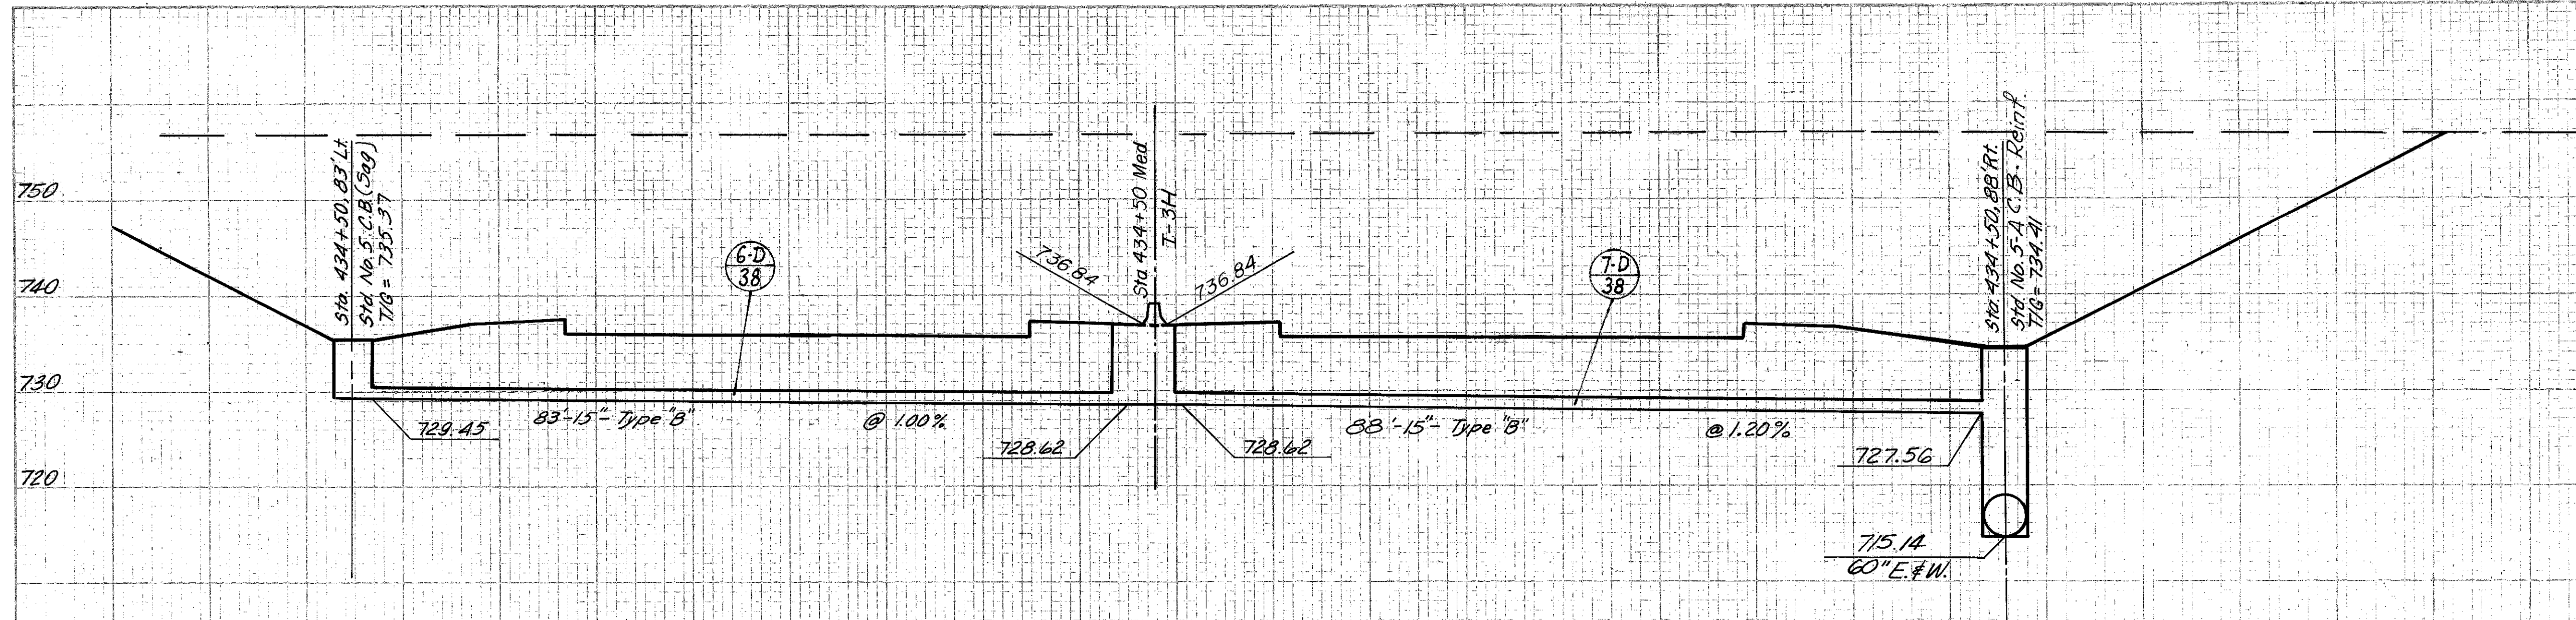 750
740
730
720
Sta. 434+50, 83' Lt.
Std. No. 5 C.B. (Sag)
T/G = 735.37
6-D
38
736.84
Sta 434+50 Med.
I-3H
736.84
7-D
38
Sta. 434+50, 88' Rt.
Std. No. 5-A C.B. - Reinf.
T/G = 734.41
729.45
83'-15"- Type "B"
@ 1.00%
728.62
728.62
88'-15"- Type "B"
@ 1.20%
727.56
715.14
60" E. & W.